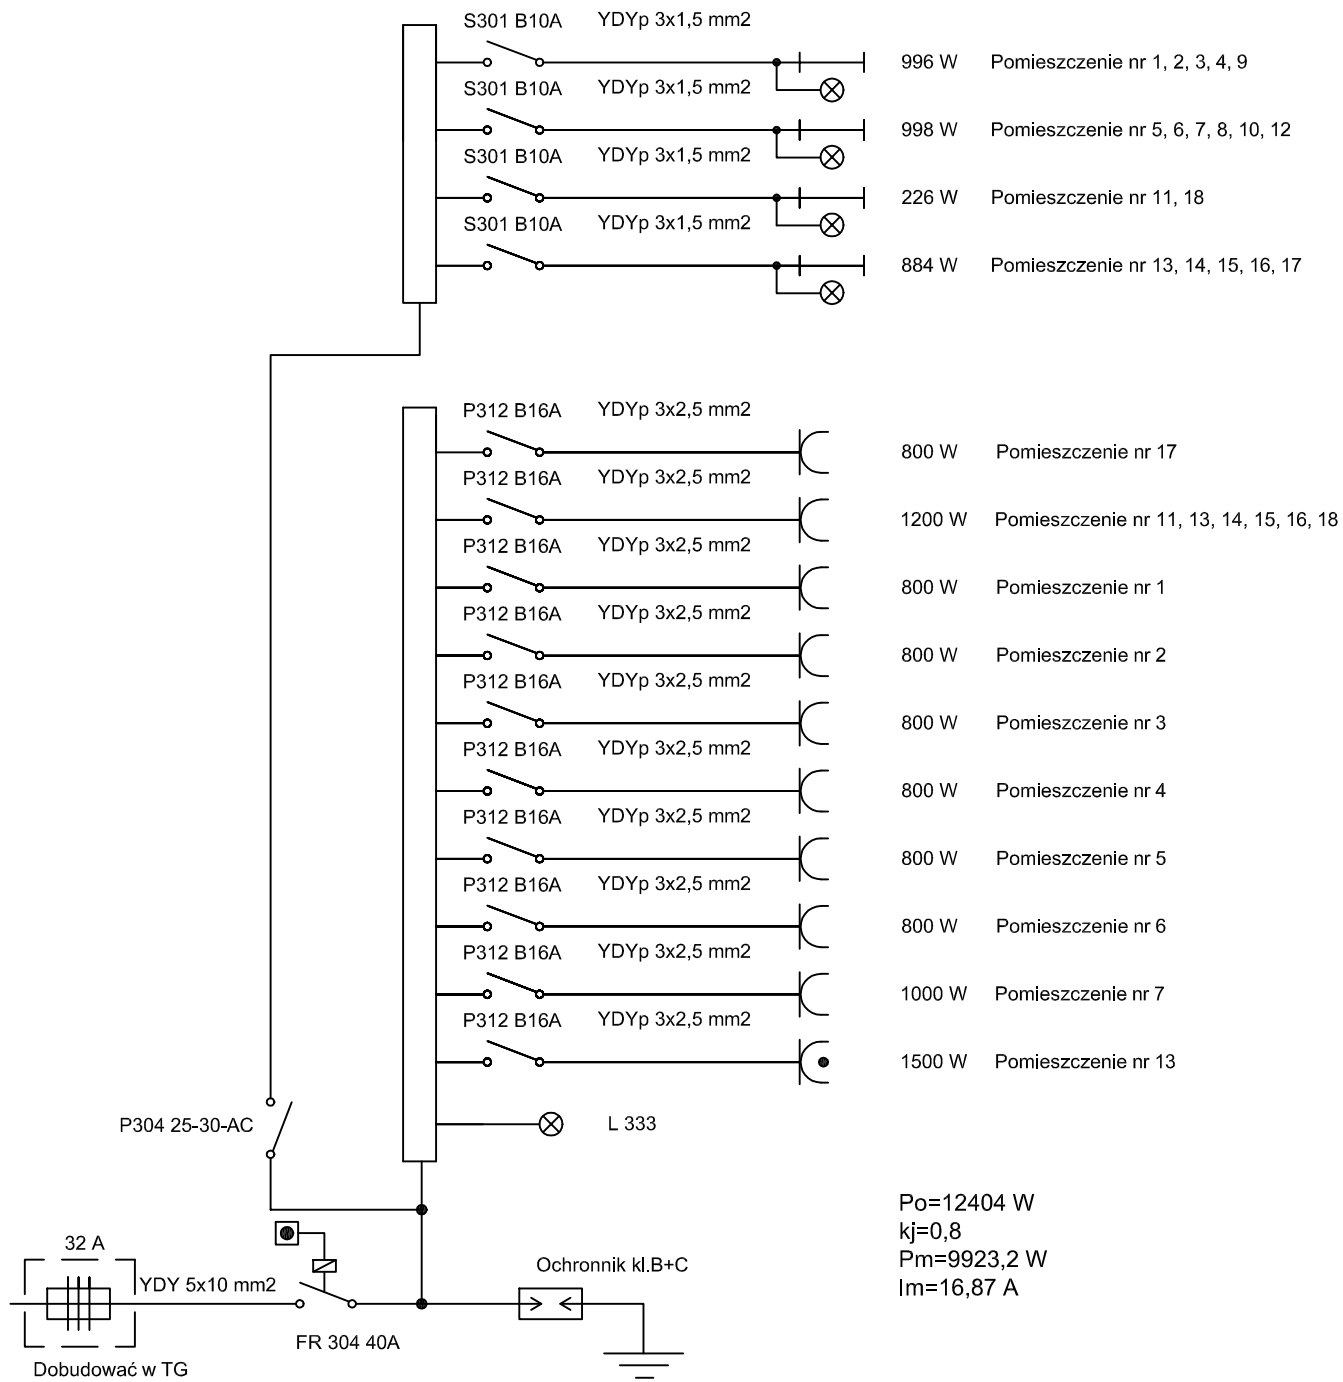 S301 B10A YDYp 3x1,5 mm2
996 W Pomieszczenie nr 1, 2, 3, 4, 9
S301 B10A YDYp 3x1,5 mm2
998 W Pomieszczenie nr 5, 6, 7, 8, 10, 12
S301 B10A YDYp 3x1,5 mm2
226 W Pomieszczenie nr 11, 18
S301 B10A YDYp 3x1,5 mm2
884 W Pomieszczenie nr 13, 14, 15, 16, 17
P312 B16A YDYp 3x2,5 mm2
800 W Pomieszczenie nr 17
P312 B16A YDYp 3x2,5 mm2
1200 W Pomieszczenie nr 11, 13, 14, 15, 16, 18
P312 B16A YDYp 3x2,5 mm2
800 W Pomieszczenie nr 1
P312 B16A YDYp 3x2,5 mm2
800 W Pomieszczenie nr 2
P312 B16A YDYp 3x2,5 mm2
800 W Pomieszczenie nr 3
P312 B16A YDYp 3x2,5 mm2
800 W Pomieszczenie nr 4
P312 B16A YDYp 3x2,5 mm2
800 W Pomieszczenie nr 5
P312 B16A YDYp 3x2,5 mm2
800 W Pomieszczenie nr 6
P312 B16A YDYp 3x2,5 mm2
1000 W Pomieszczenie nr 7
P312 B16A YDYp 3x2,5 mm2
1500 W Pomieszczenie nr 13
P304 25-30-AC
L 333
Po=12404 W
kj=0,8
Pm=9923,2 W
Im=16,87 A
32 A
YDY 5x10 mm2
Ochronnik kl.B+C
FR 304 40A
Dobudować w TG